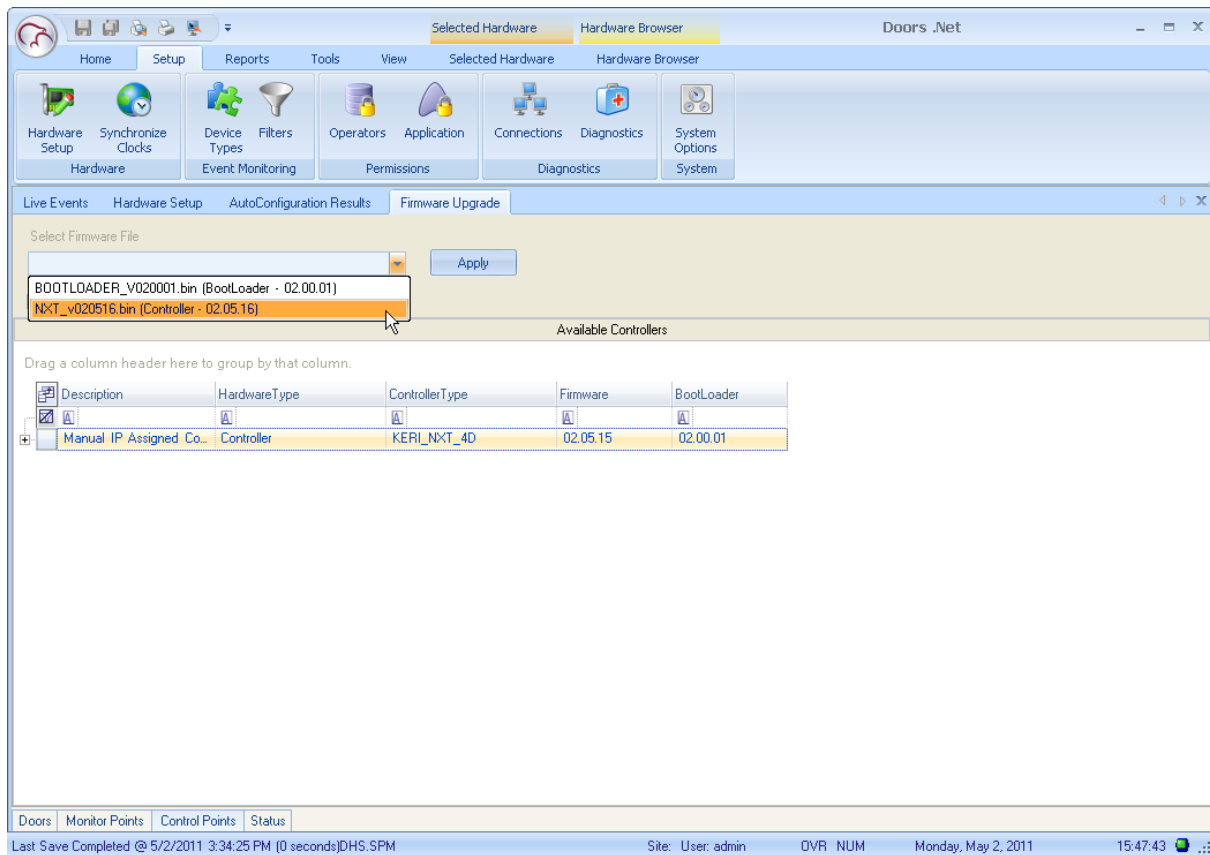 Selected Hardware Hardware Browser Doors .Net
Home Setup Reports Tools View Selected Hardware Hardware Browser
Hardware Setup Synchronize Clocks Device Types Filters Operators Application Connections Diagnostics System Options
Hardware Event Monitoring Permissions Diagnostics System
Live Events Hardware Setup AutoConfiguration Results Firmware Upgrade
Select Firmware File
Apply
BOOTLOADER_V020001.bin (BootLoader - 02.00.01)
NXT_v020516.bin (Controller - 02.05.16)
Available Controllers
Drag a column header here to group by that column.
Description HardwareType ControllerType Firmware BootLoader
A A A A A
Manual IP Assigned Co... Controller KERI_NXT_4D 02.05.15 02.00.01
Doors Monitor Points Control Points Status
Last Save Completed @ 5/2/2011 3:34:25 PM (0 seconds)DHS.SPM Site: User: admin OVR NUM Monday, May 2, 2011 15:47:43